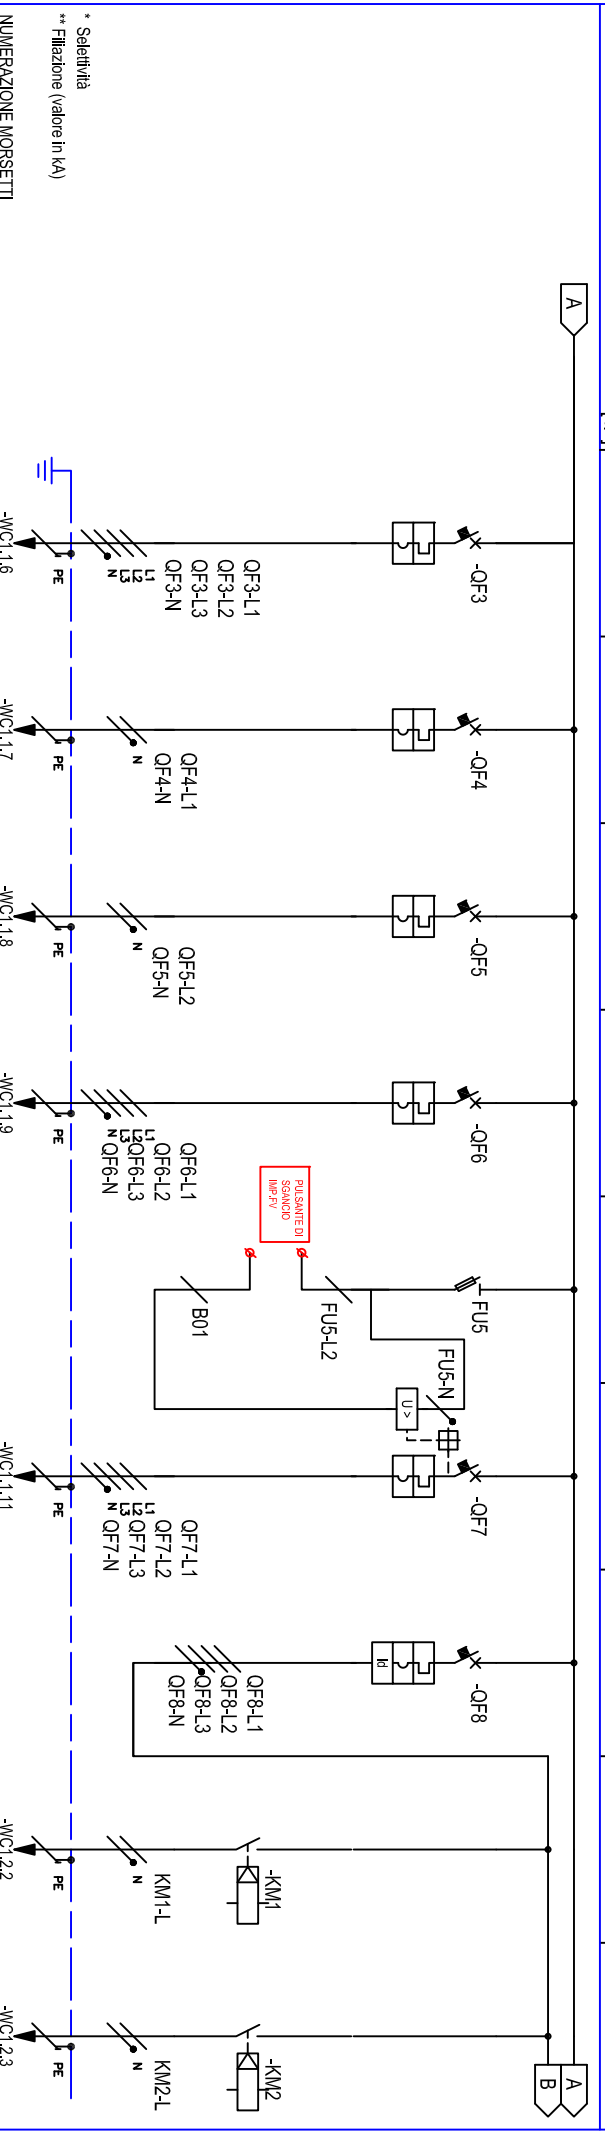 A
-QF3
QF3-L1
QF3-L2
QF3-L3
QF3-N
L1
L2
L3
N
PE
-WC1.1.6
-QF4
QF4-L1
QF4-N
N
PE
-WC1.1.7
-QF5
QF5-L2
QF5-N
N
PE
-WC1.1.8
-QF6
QF6-L1
QF6-L2
QF6-L3
QF6-N
L1
L2
L3
N
PE
-WC1.1.9
FU5
FU5-L2
FU5-N
PULSANTE DI
SGANCIO
IMP.FV
B01
U >
-QF7
QF7-L1
QF7-L2
QF7-L3
QF7-N
L1
L2
L3
N
PE
-WC1.1.11
-QF8
Id
QF8-L1
QF8-L2
QF8-L3
QF8-N
-KM1
KM1-L
N
PE
-WC1.2.2
-KM2
KM2-L
N
PE
-WC1.2.3
A
B
* Selettività
** Filiazione (valore in kA)
NUMERAZIONE MORSETTI